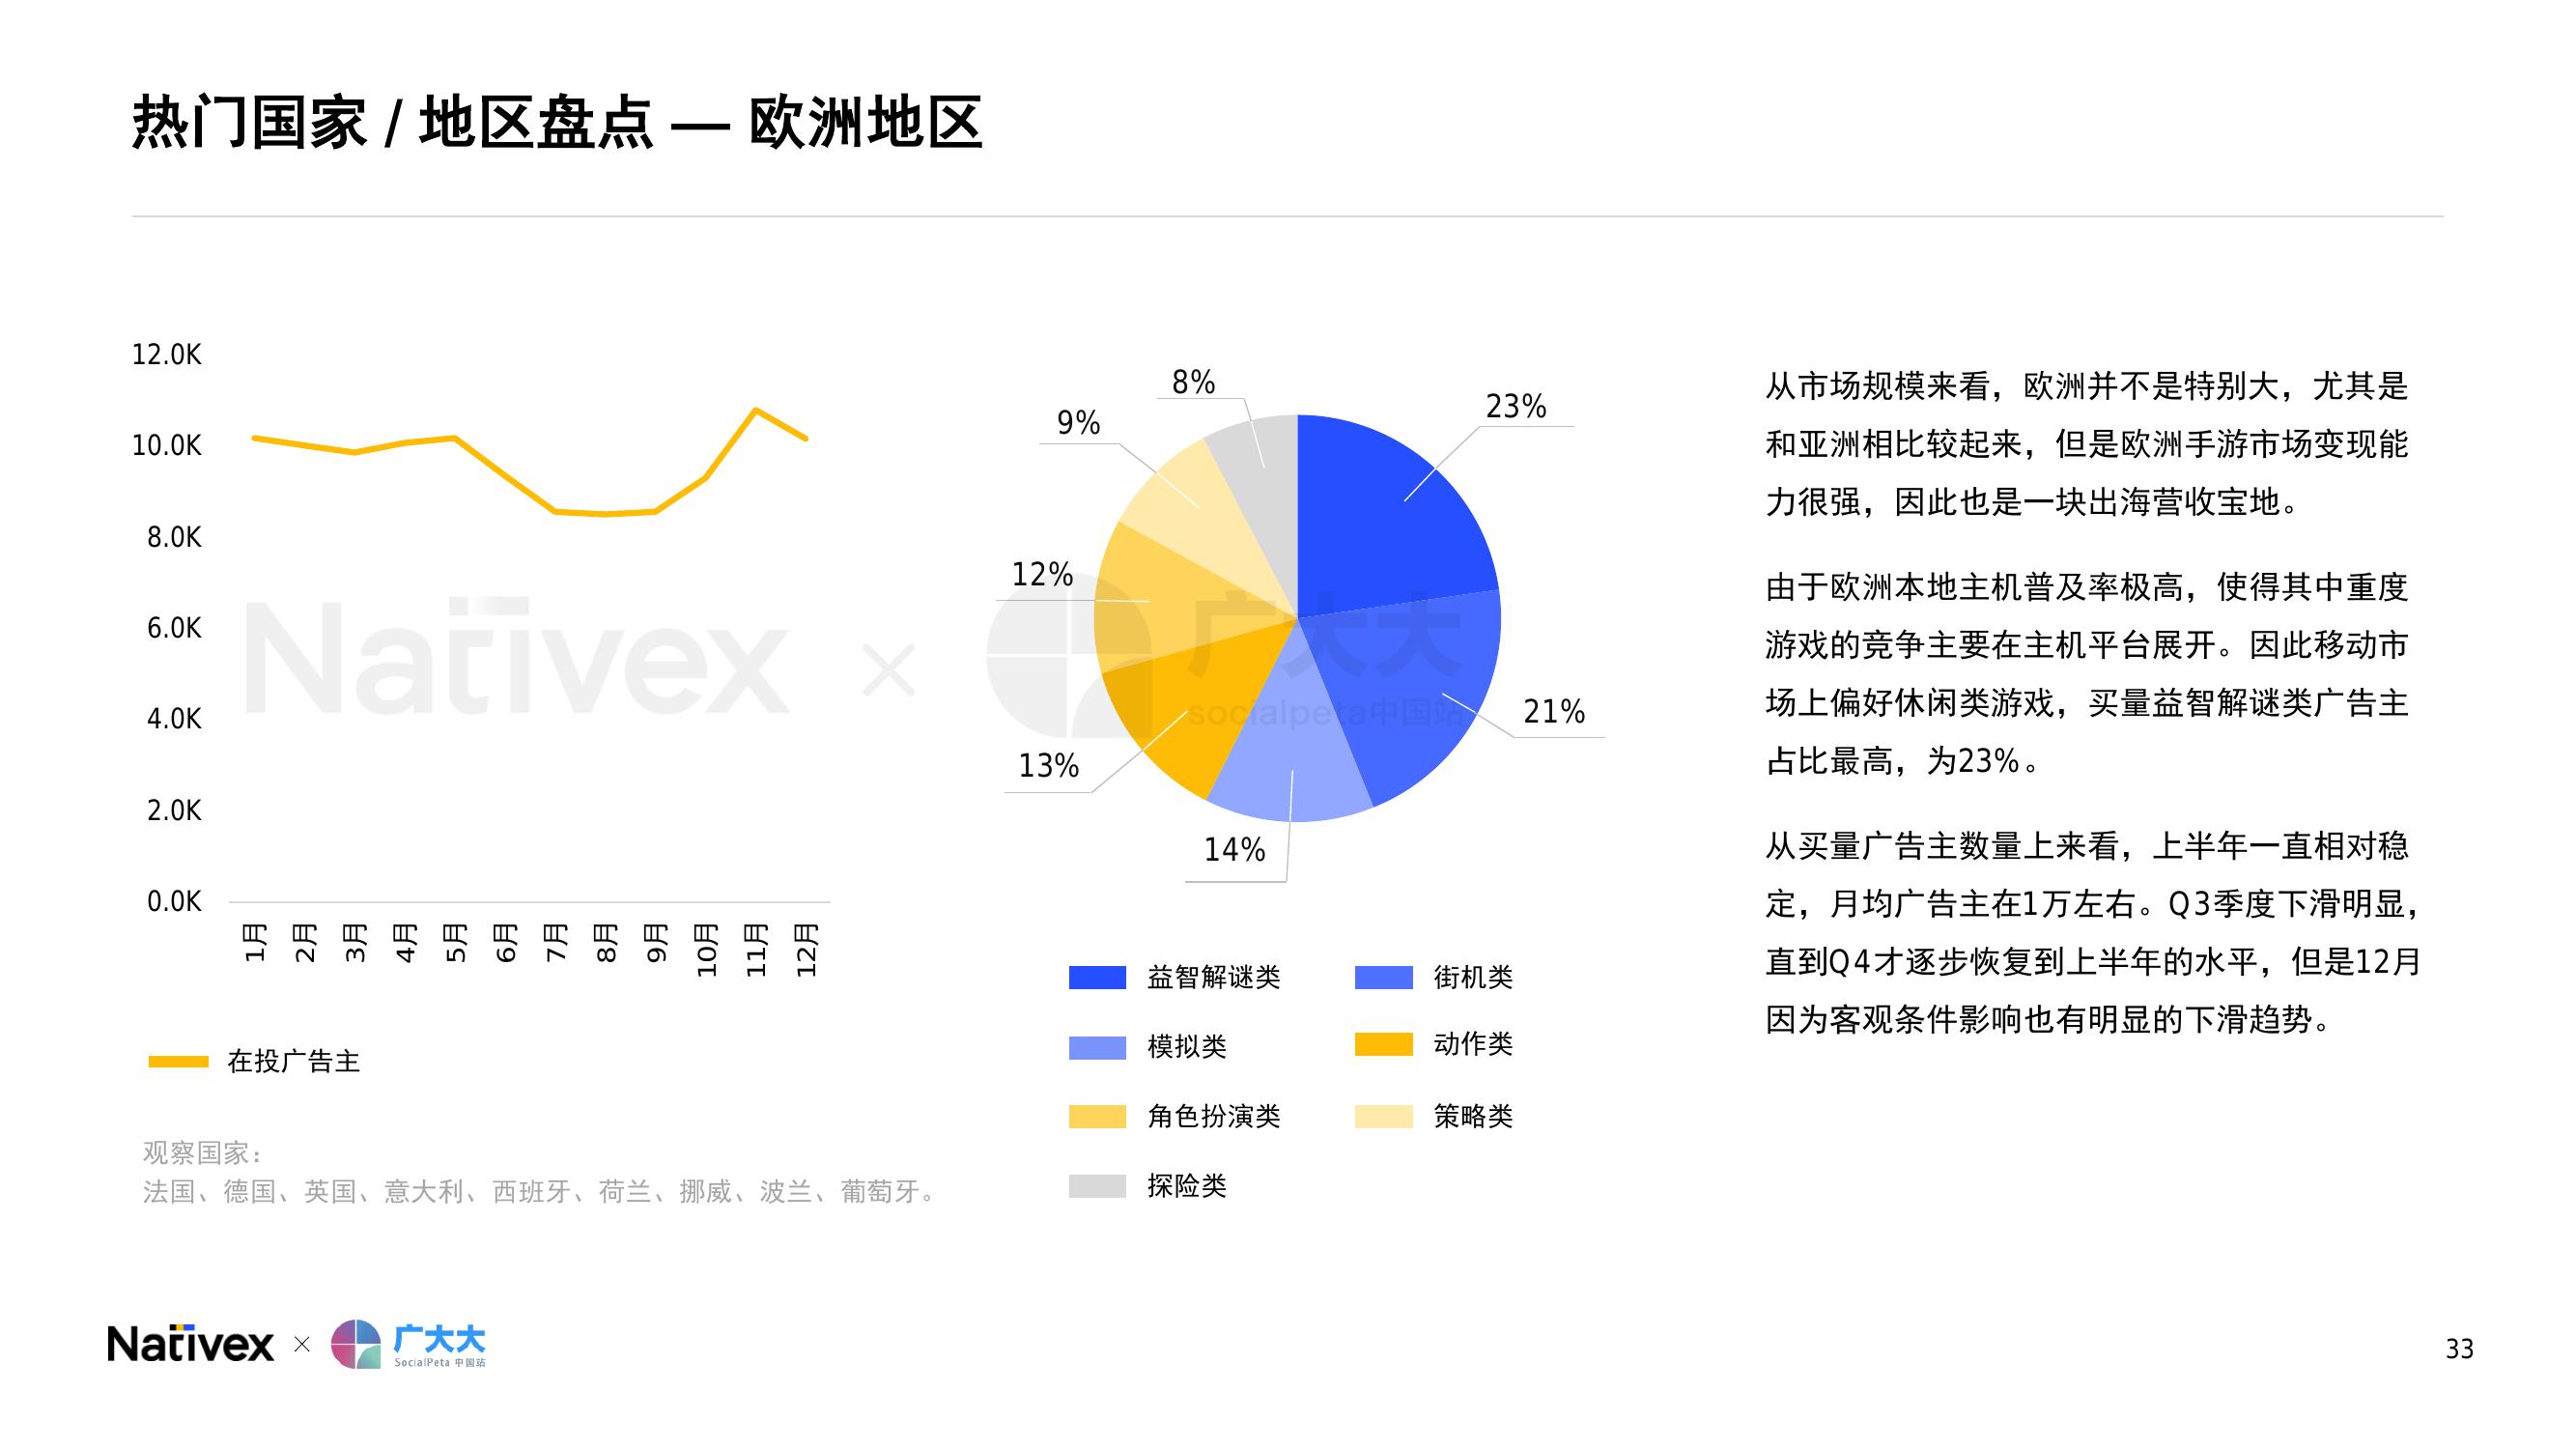 热门国家 / 地区盘点 — 欧洲地区
12.0K
10.0K
8.0K
6.0K
4.0K
2.0K
0.0K
1月
2月
3月
4月
5月
6月
7月
8月
9月
10月
11月
12月
在投广告主
观察国家：
法国、德国、英国、意大利、西班牙、荷兰、挪威、波兰、葡萄牙。
Nativex
×
广大大
socialpeta中国站
8%
23%
9%
12%
21%
13%
14%
益智解谜类
街机类
模拟类
动作类
角色扮演类
策略类
探险类
从市场规模来看，欧洲并不是特别大，尤其是
和亚洲相比较起来，但是欧洲手游市场变现能
力很强，因此也是一块出海营收宝地。
由于欧洲本地主机普及率极高，使得其中重度
游戏的竞争主要在主机平台展开。因此移动市
场上偏好休闲类游戏，买量益智解谜类广告主
占比最高，为23%。
从买量广告主数量上来看，上半年一直相对稳
定，月均广告主在1万左右。Q3季度下滑明显，
直到Q4才逐步恢复到上半年的水平，但是12月
因为客观条件影响也有明显的下滑趋势。
Nativex × 广大大
SocialPeta 中国站
33